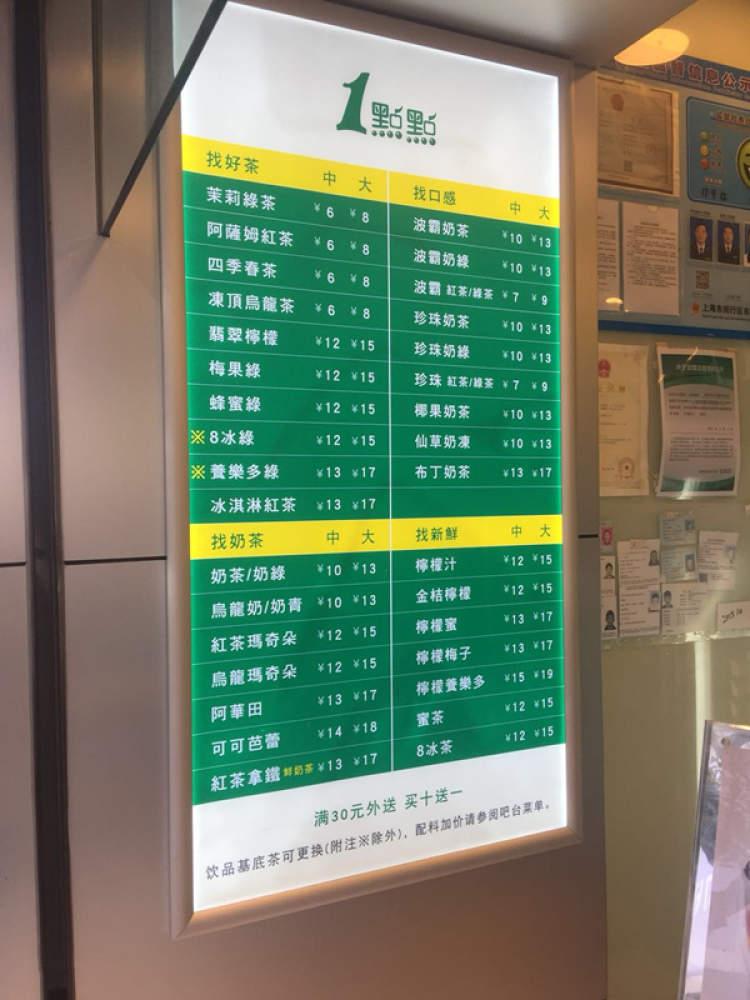 1點點
找好茶 中 大
茉莉綠茶 ¥6 ¥8
阿薩姆紅茶 ¥6 ¥8
四季春茶 ¥6 ¥8
凍頂烏龍茶 ¥6 ¥8
翡翠檸檬 ¥12 ¥15
梅果綠 ¥12 ¥15
蜂蜜綠 ¥12 ¥15
※8冰綠 ¥12 ¥15
※養樂多綠 ¥13 ¥17
冰淇淋紅茶 ¥13 ¥17
找口感 中 大
波霸奶茶 ¥10 ¥13
波霸奶綠 ¥10 ¥13
波霸 紅茶/綠茶 ¥7 ¥9
珍珠奶茶 ¥10 ¥13
珍珠奶綠 ¥10 ¥13
珍珠 紅茶/綠茶 ¥7 ¥9
椰果奶茶 ¥10 ¥13
仙草奶凍 ¥10 ¥13
布丁奶茶 ¥13 ¥17
找奶茶 中 大
奶茶/奶綠 ¥10 ¥13
烏龍奶/奶青 ¥10 ¥13
紅茶瑪奇朵 ¥12 ¥15
烏龍瑪奇朵 ¥12 ¥15
阿華田 ¥13 ¥17
可可芭蕾 ¥14 ¥18
紅茶拿鐵 鮮奶茶 ¥13 ¥17
找新鮮 中 大
檸檬汁 ¥12 ¥15
金桔檸檬 ¥12 ¥15
檸檬蜜 ¥13 ¥17
檸檬梅子 ¥13 ¥17
檸檬養樂多 ¥15 ¥19
蜜茶 ¥12 ¥15
8冰茶 ¥12 ¥15
满30元外送 买十送一
饮品基底茶可更换(附注※除外)，配料加价请参阅吧台菜单。
信息公示